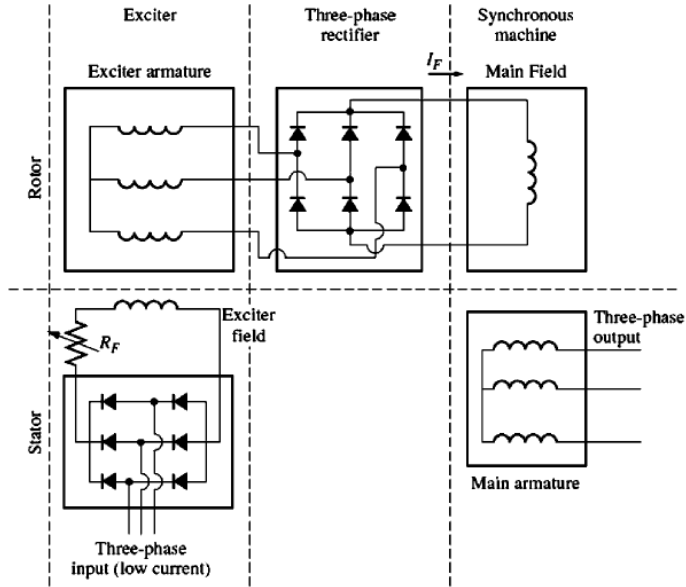 Exciter
Three-phase
rectifier
Synchronous
machine
Exciter armature
I_F
Main Field
Rotor
Exciter
field
R_F
Three-phase
output
Stator
Main armature
Three-phase
input (low current)